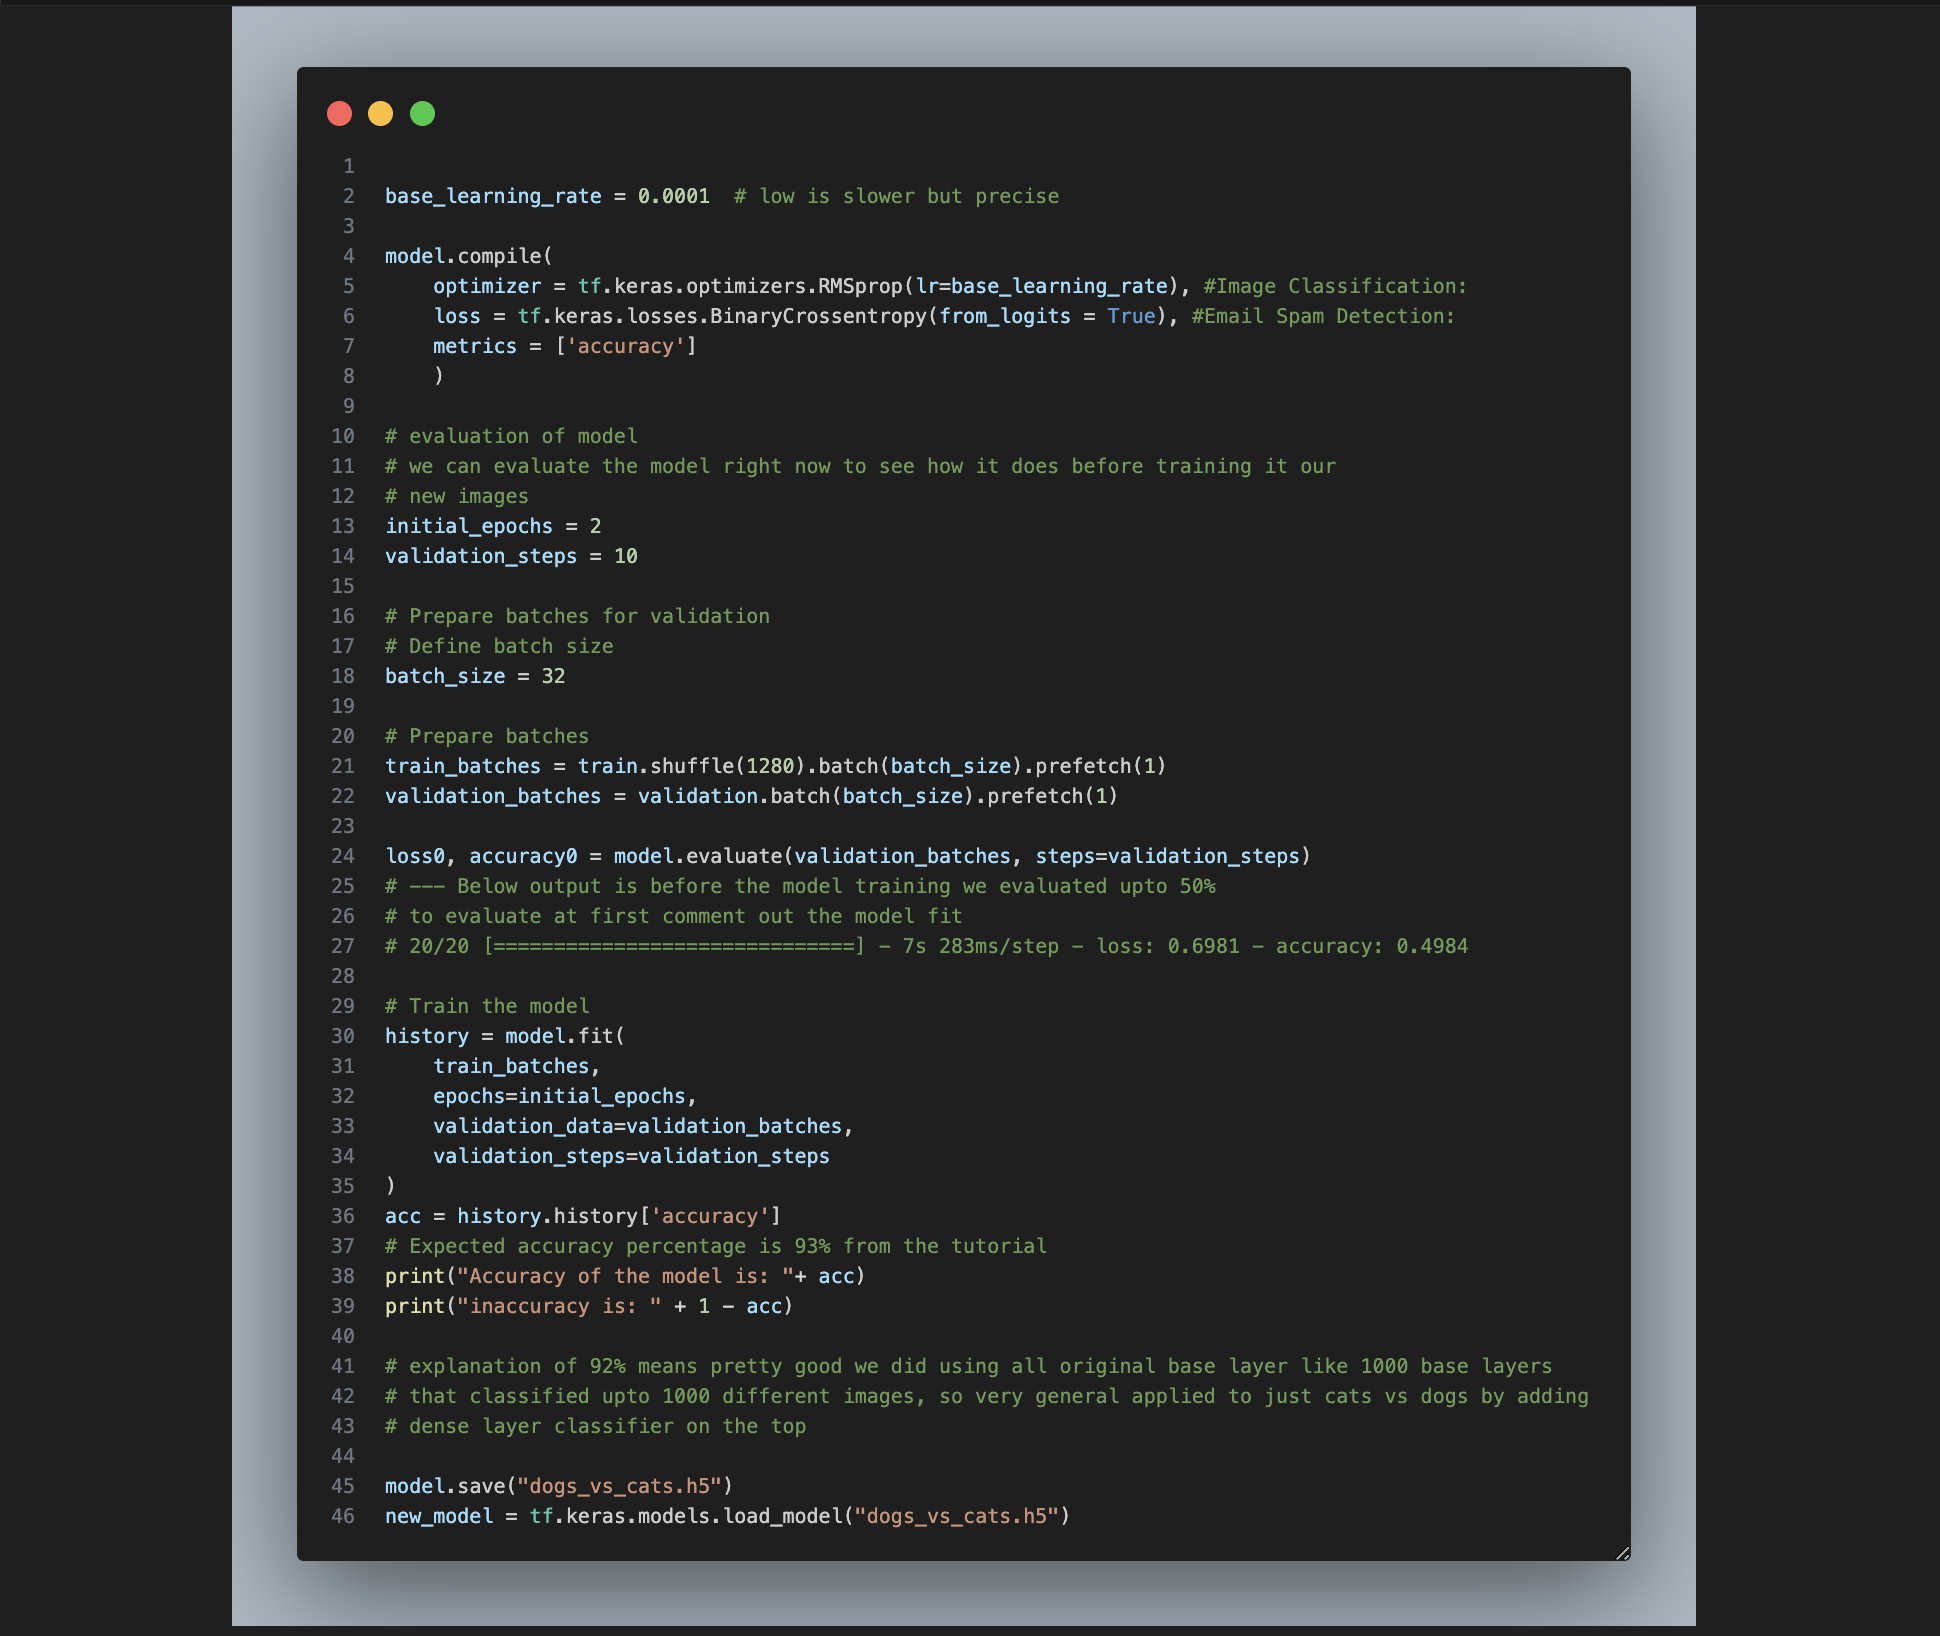 1
2 base_learning_rate = 0.0001  # low is slower but precise
3
4 model.compile(
5     optimizer = tf.keras.optimizers.RMSprop(lr=base_learning_rate), #Image Classification:
6     loss = tf.keras.losses.BinaryCrossentropy(from_logits = True), #Email Spam Detection:
7     metrics = ['accuracy']
8     )
9
10 # evaluation of model
11 # we can evaluate the model right now to see how it does before training it our
12 # new images
13 initial_epochs = 2
14 validation_steps = 10
15
16 # Prepare batches for validation
17 # Define batch size
18 batch_size = 32
19
20 # Prepare batches
21 train_batches = train.shuffle(1280).batch(batch_size).prefetch(1)
22 validation_batches = validation.batch(batch_size).prefetch(1)
23
24 loss0, accuracy0 = model.evaluate(validation_batches, steps=validation_steps)
25 # --- Below output is before the model training we evaluated upto 50%
26 # to evaluate at first comment out the model fit
27 # 20/20 [==============================] - 7s 283ms/step - loss: 0.6981 - accuracy: 0.4984
28
29 # Train the model
30 history = model.fit(
31     train_batches,
32     epochs=initial_epochs,
33     validation_data=validation_batches,
34     validation_steps=validation_steps
35 )
36 acc = history.history['accuracy']
37 # Expected accuracy percentage is 93% from the tutorial
38 print("Accuracy of the model is: "+ acc)
39 print("inaccuracy is: " + 1 - acc)
40
41 # explanation of 92% means pretty good we did using all original base layer like 1000 base layers
42 # that classified upto 1000 different images, so very general applied to just cats vs dogs by adding
43 # dense layer classifier on the top
44
45 model.save("dogs_vs_cats.h5")
46 new_model = tf.keras.models.load_model("dogs_vs_cats.h5")